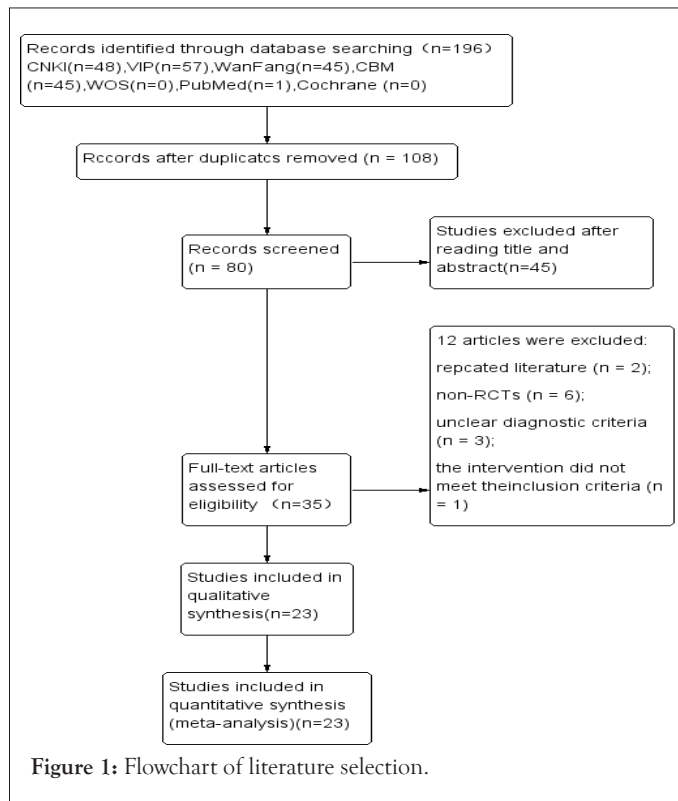 Records identified through database searching (n=196)
CNKI(n=48),VIP(n=57),WanFang(n=45),CBM
(n=45),WOS(n=0),PubMed(n=1),Cochrane (n=0)
Rccords after duplicatcs removed (n = 108)
Records screened
(n = 80)
Studies excluded after
reading title and
abstract(n=45)
12 articles were excluded:
repcated literature (n = 2);
non-RCTs (n = 6);
unclear diagnostic criteria
(n = 3);
the intervention did not
meet theinclusion criteria (n
= 1)
Full-text articles
assessed for
eligibility (n=35)
Studies included in
qualitative
synthesis(n=23)
Studies included in
quantitative synthesis
(meta-analysis)(n=23)
Figure 1: Flowchart of literature selection.